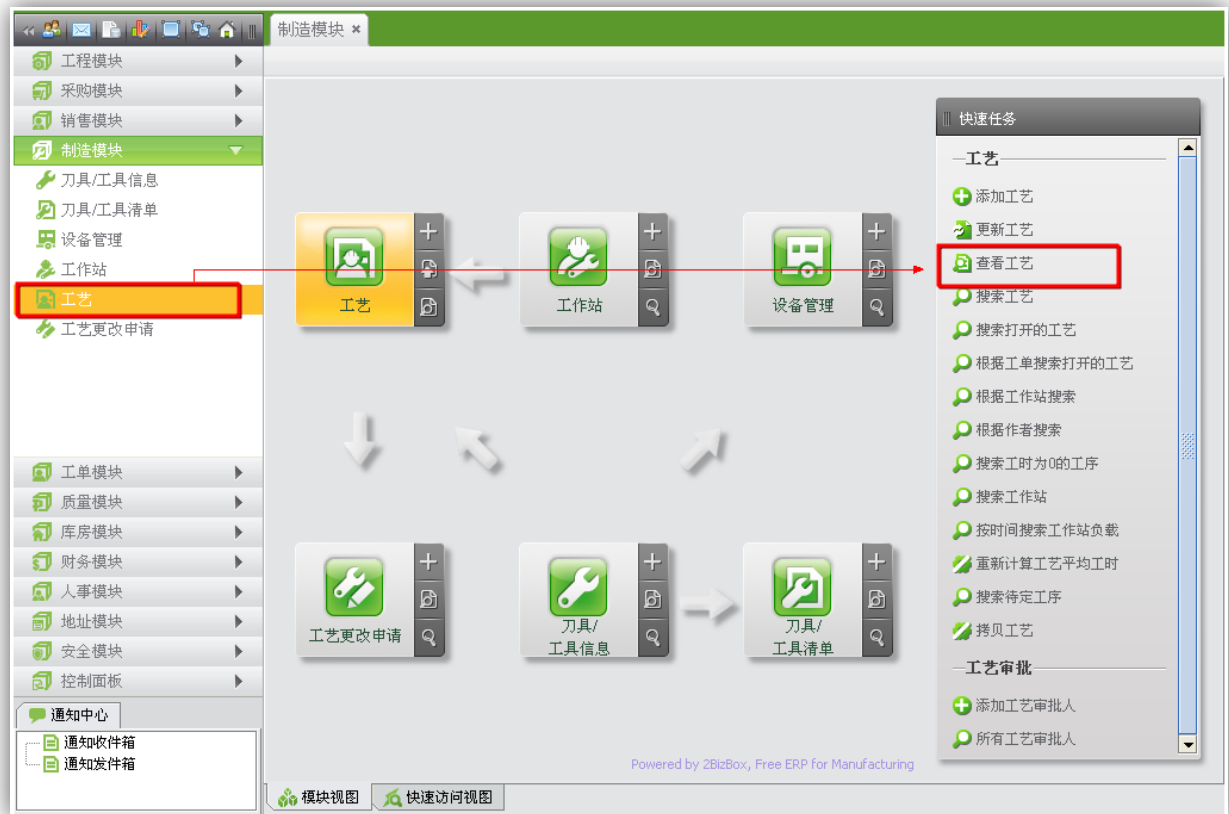 制造模块
工程模块
采购模块
销售模块
制造模块
刀具/工具信息
刀具/工具清单
设备管理
工作站
工艺
工艺更改申请
工单模块
质量模块
库房模块
财务模块
人事模块
地址模块
安全模块
控制面板
通知中心
通知收件箱
通知发件箱
工艺
工作站
设备管理
工艺更改申请
刀具/
工具信息
刀具/
工具清单
Powered by 2BizBox, Free ERP for Manufacturing
模块视图
快速访问视图
快速任务
工艺
添加工艺
更新工艺
查看工艺
搜索工艺
搜索打开的工艺
根据工单搜索打开的工艺
根据工作站搜索
根据作者搜索
搜索工时为0的工序
搜索工作站
按时间搜索工作站负载
重新计算工艺平均工时
搜索待定工序
拷贝工艺
工艺审批
添加工艺审批人
所有工艺审批人